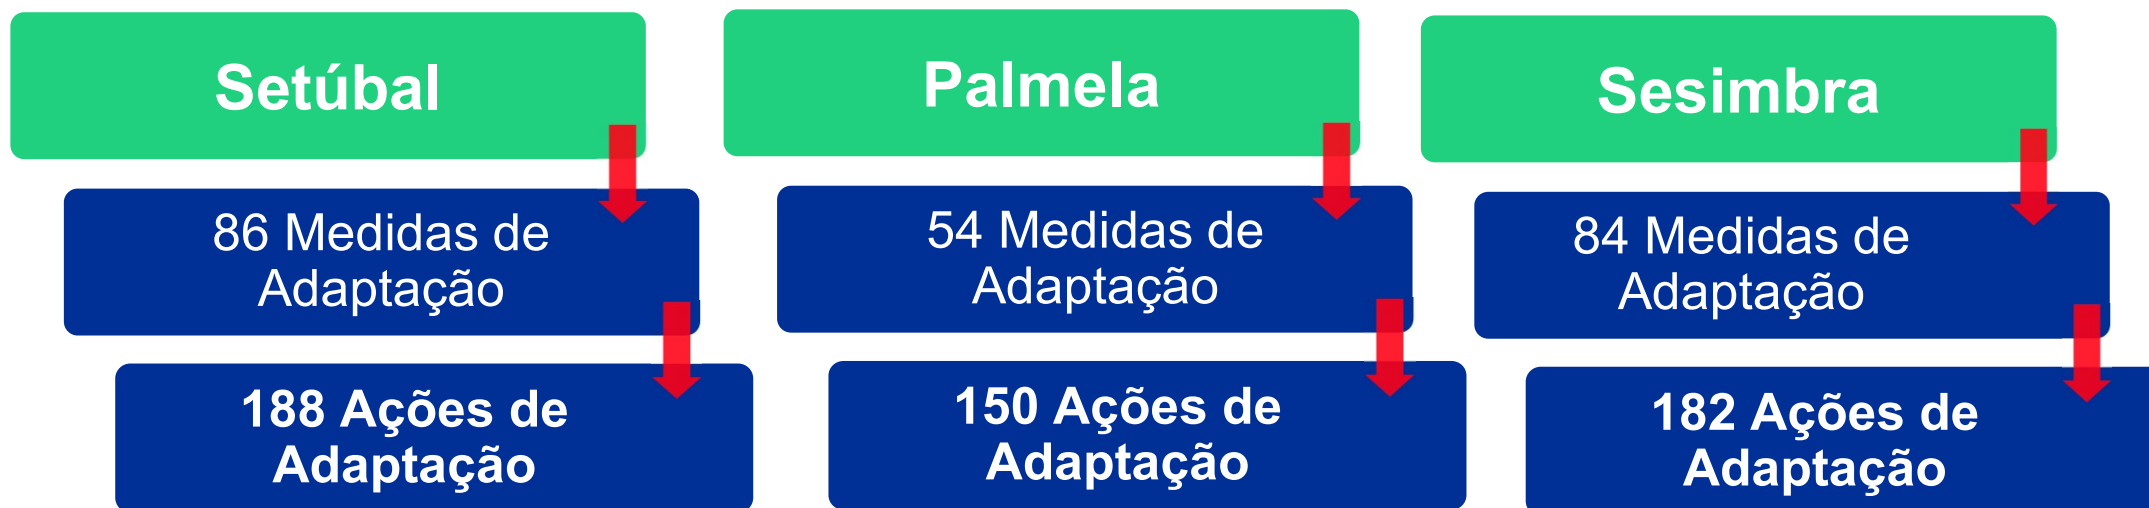 Setúbal
86 Medidas de
Adaptação
188 Ações de
Adaptação
Palmela
54 Medidas de
Adaptação
150 Ações de
Adaptação
Sesimbra
84 Medidas de
Adaptação
182 Ações de
Adaptação